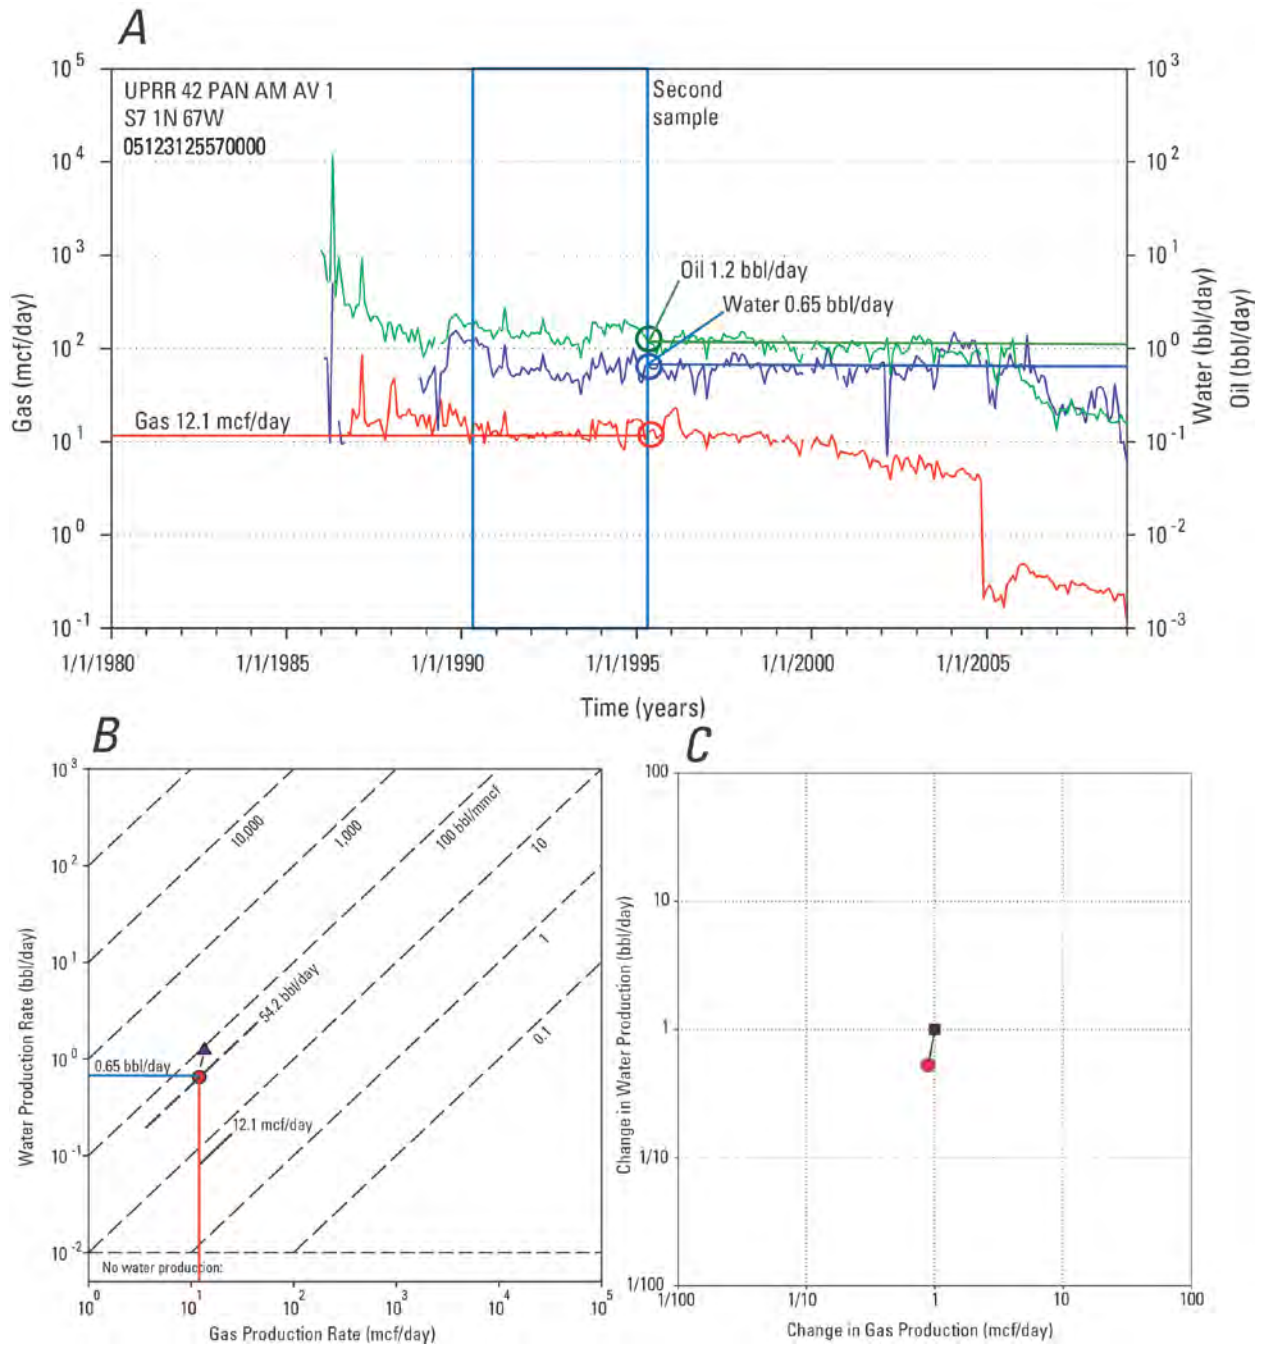 A
10^5
10^4
10^3
10^2
10^1
10^0
10^-1
Gas (mcf/day)
UPRR 42 PAN AM AV 1
S7 1N 67W
05123125570000
Second
sample
Oil 1.2 bbl/day
Water 0.65 bbl/day
Gas 12.1 mcf/day
10^3
10^2
10^1
10^0
10^-1
10^-2
10^-3
Water (bbl/day)
Oil (bbl/day)
1/1/1980
1/1/1985
1/1/1990
1/1/1995
1/1/2000
1/1/2005
Time (years)
B
10^3
10^2
10^1
10^0
10^-1
10^-2
Water Production Rate (bbl/day)
10,000
1,000
100 bbl/mmcf
10
1
0.1
54.2 bbl/day
0.65 bbl/day
12.1 mcf/day
No water production:
10^0
10^1
10^2
10^3
10^4
10^5
Gas Production Rate (mcf/day)
C
100
10
1
1/10
1/100
Change in Water Production (bbl/day)
1/100
1/10
1
10
100
Change in Gas Production (mcf/day)